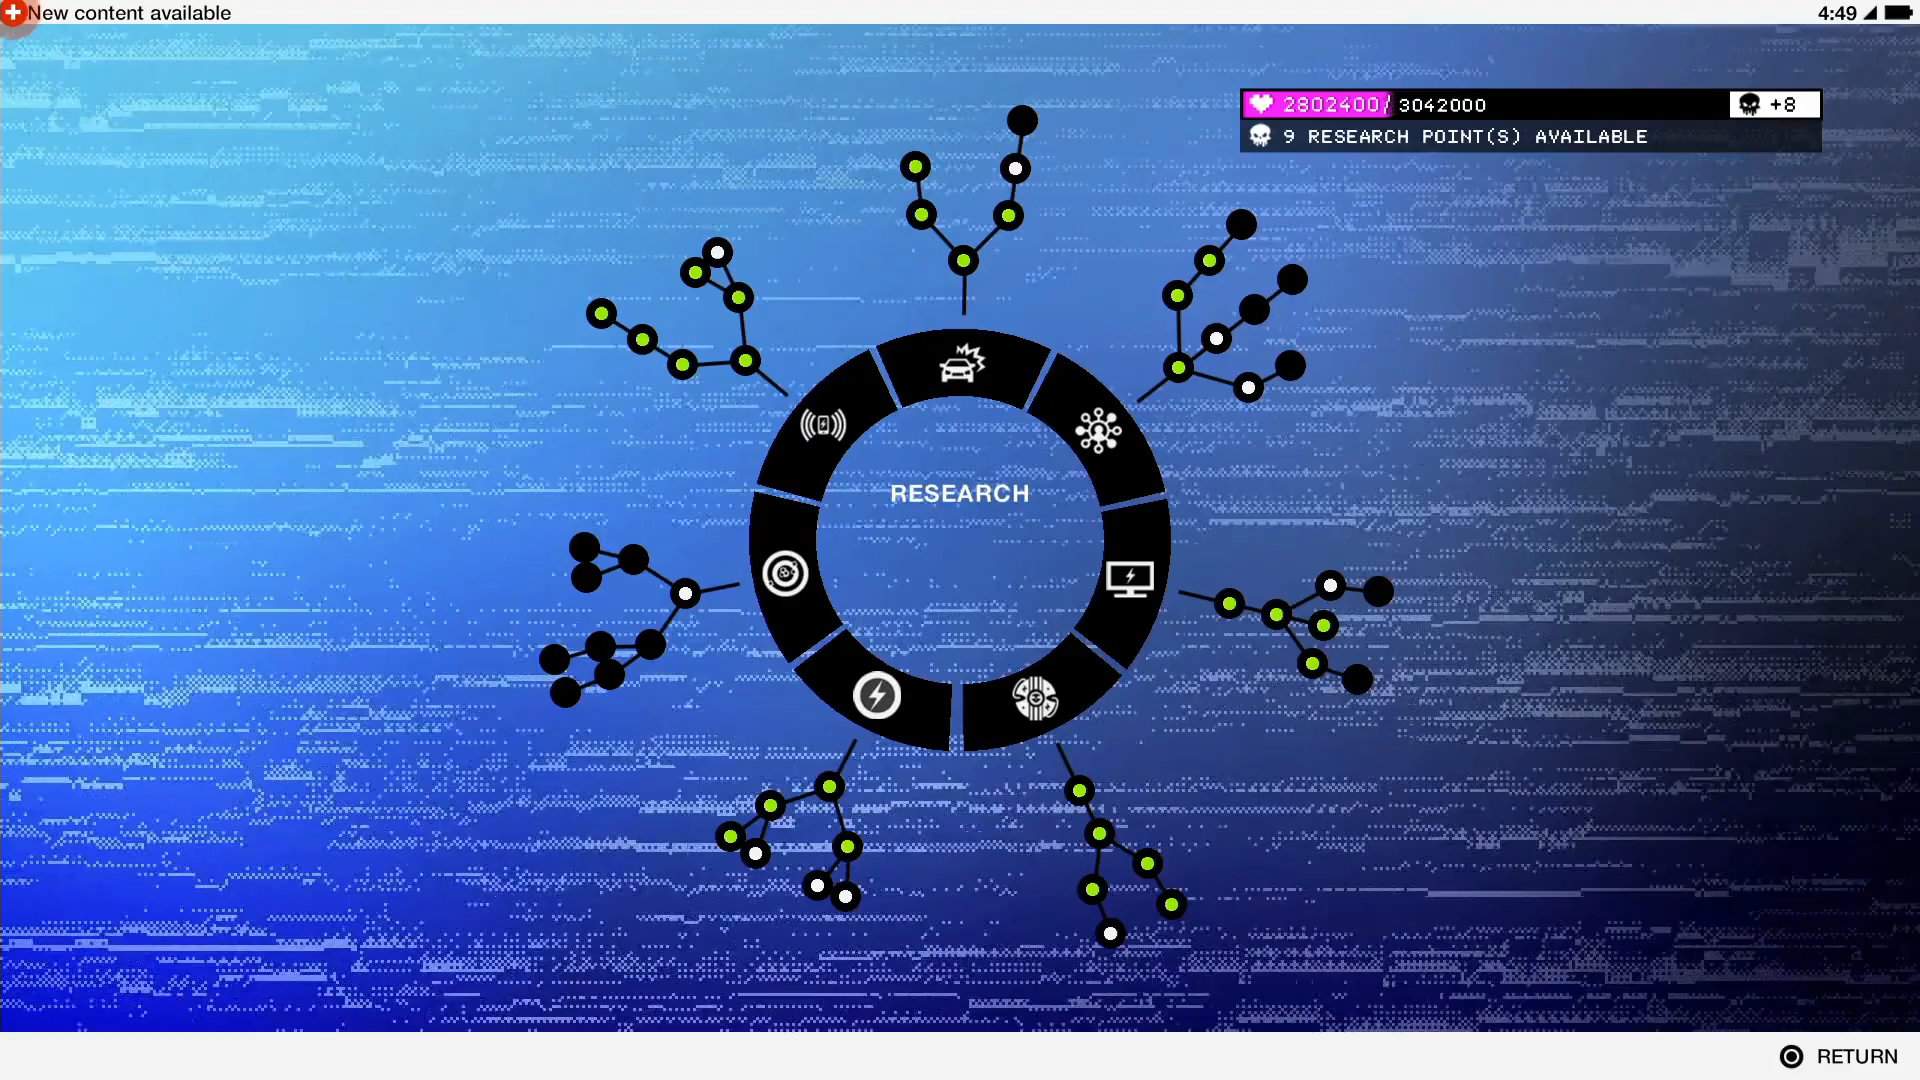 New content available
4:49
2802400/3042000
+8
9 RESEARCH POINT(S) AVAILABLE
RESEARCH
RETURN